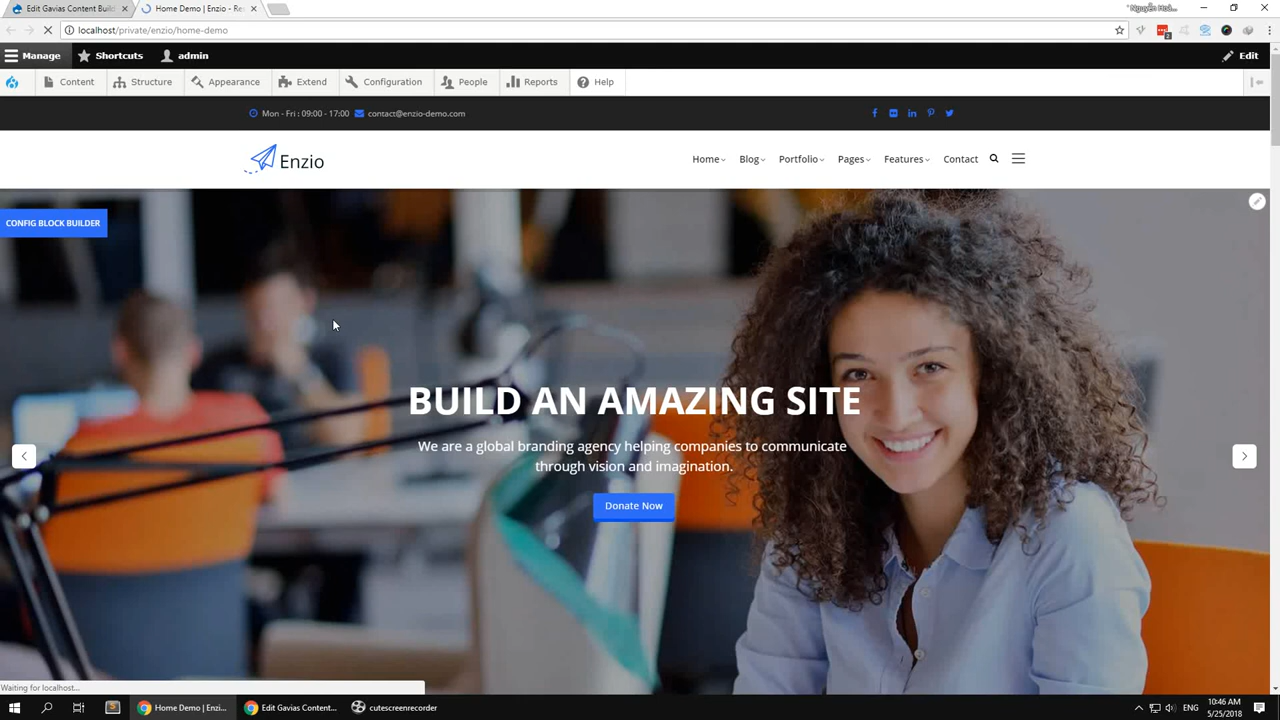 Edit Gavias Content Build
Home Demo | Enzio - Res
localhost/private/enzio/home-demo
Manage
Shortcuts
admin
Edit
Content
Structure
Appearance
Extend
Configuration
People
Reports
Help
Mon - Fri : 09:00 - 17:00
contact@enzio-demo.com
Enzio
Home
Blog
Portfolio
Pages
Features
Contact
CONFIG BLOCK BUILDER
BUILD AN AMAZING SITE
We are a global branding agency helping companies to communicate
through vision and imagination.
Donate Now
Waiting for localhost...
Home Demo | Enzi...
Edit Gavias Content...
cutescreenrecorder
ENG
10:46 AM
5/25/2018